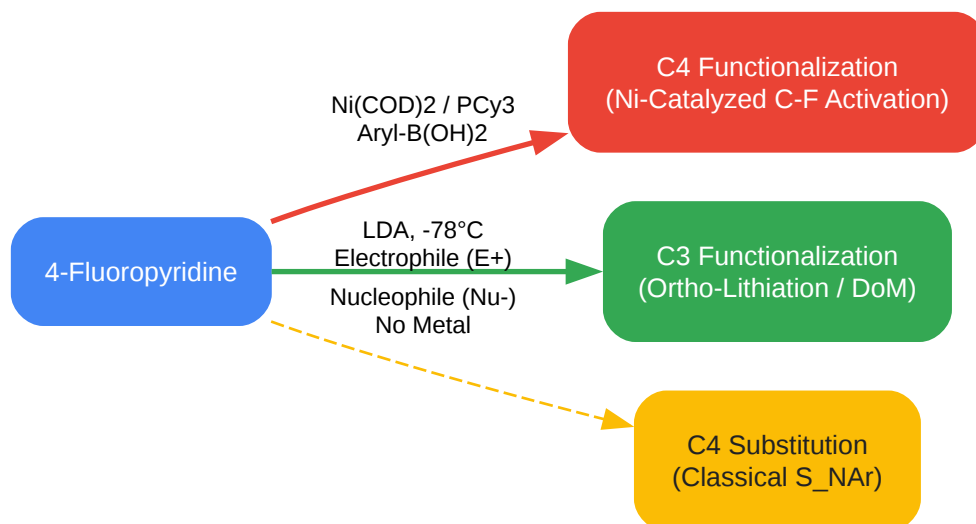 C4 Functionalization
(Ni-Catalyzed C-F Activation)
Ni(COD)2 / PCy3
Aryl-B(OH)2
4-Fluoropyridine
LDA, -78°C
Electrophile (E+)
C3 Functionalization
(Ortho-Lithiation / DoM)
Nucleophile (Nu-)
No Metal
C4 Substitution
(Classical S_NAr)